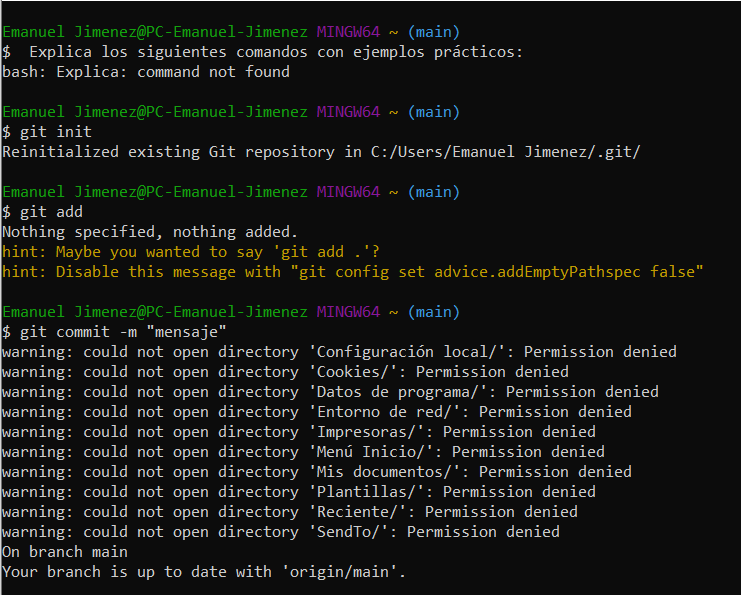 Emanuel Jimenez@PC-Emanuel-Jimenez MINGW64 ~ (main)
$  Explica los siguientes comandos con ejemplos prácticos:
bash: Explica: command not found
Emanuel Jimenez@PC-Emanuel-Jimenez MINGW64 ~ (main)
$ git init
Reinitialized existing Git repository in C:/Users/Emanuel Jimenez/.git/
Emanuel Jimenez@PC-Emanuel-Jimenez MINGW64 ~ (main)
$ git add
Nothing specified, nothing added.
hint: Maybe you wanted to say 'git add .'?
hint: Disable this message with "git config set advice.addEmptyPathspec false"
Emanuel Jimenez@PC-Emanuel-Jimenez MINGW64 ~ (main)
$ git commit -m "mensaje"
warning: could not open directory 'Configuración local/': Permission denied
warning: could not open directory 'Cookies/': Permission denied
warning: could not open directory 'Datos de programa/': Permission denied
warning: could not open directory 'Entorno de red/': Permission denied
warning: could not open directory 'Impresoras/': Permission denied
warning: could not open directory 'Menú Inicio/': Permission denied
warning: could not open directory 'Mis documentos/': Permission denied
warning: could not open directory 'Plantillas/': Permission denied
warning: could not open directory 'Reciente/': Permission denied
warning: could not open directory 'SendTo/': Permission denied
On branch main
Your branch is up to date with 'origin/main'.